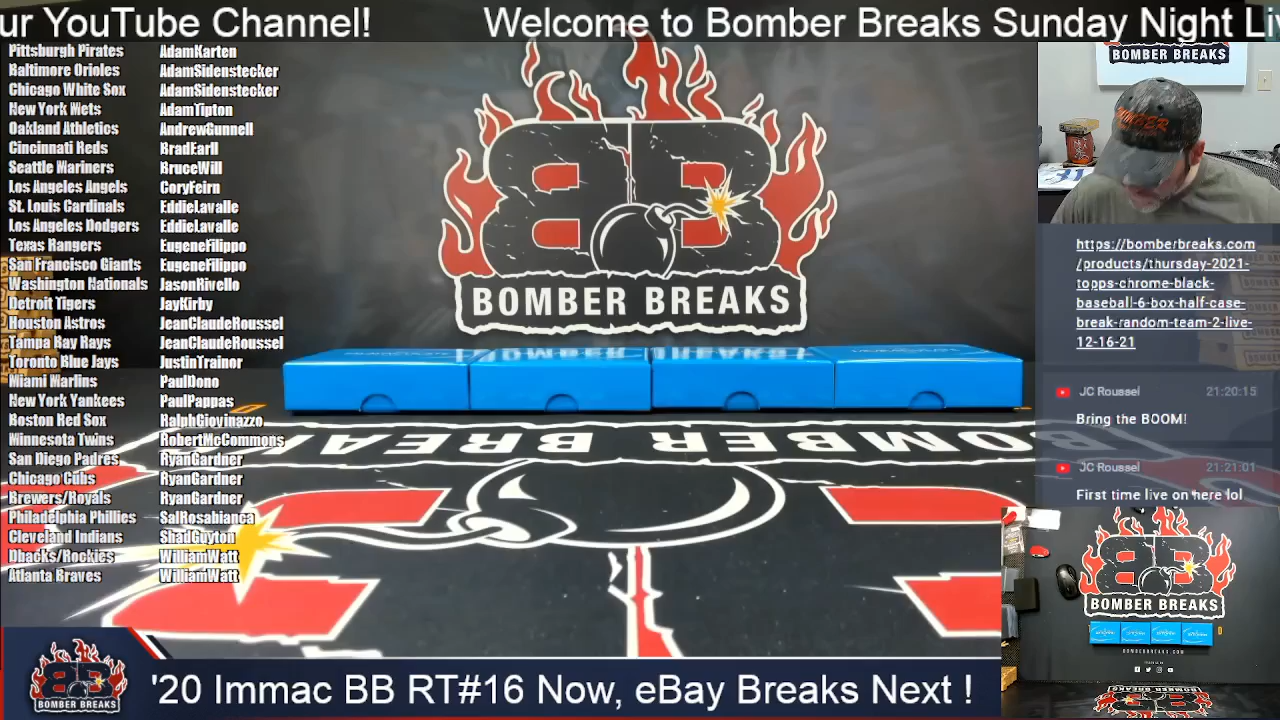 ur YouTube Channel! Welcome to Bomber Breaks Sunday Night Liv
Pittsburgh Pirates AdamKarten
Baltimore Orioles AdamSidenstecker
Chicago White Sox AdamSidenstecker
New York Mets AdamTipton
Oakland Athletics AndrewGunnell
Cincinnati Reds BradEarll
Seattle Mariners BruceWill
Los Angeles Angels CoryFeirn
St. Louis Cardinals EddieLavalle
Los Angeles Dodgers EddieLavalle
Texas Rangers EugeneFilippo
San Francisco Giants EugeneFilippo
Washington Nationals JasonRivello
Detroit Tigers JayKirby
Houston Astros JeanClaudeRoussel
Tampa Bay Rays JeanClaudeRoussel
Toronto Blue Jays JustinTrainor
Miami Marlins PaulDono
New York Yankees PaulPappas
Boston Red Sox RalphGiovinazzo
Minnesota Twins RobertMcCommons
San Diego Padres RyanGardner
Chicago Cubs RyanGardner
Brewers/Royals RyanGardner
Philadelphia Phillies SalRosabianca
Cleveland Indians ShadGuyton
Dbacks/Rockies WilliamWatt
Atlanta Braves WilliamWatt
BB
BOMBER BREAKS
BOMBER BREAK
BOMBER BREAKS
https://bomberbreaks.com
/products/thursday-2021-
topps-chrome-black-
baseball-6-box-half-case-
break-random-team-2-live-
12-16-21
JC Roussel 21:20:15
Bring the BOOM!
JC Roussel 21:21:01
First time live on here lol
BOMBER BREAKS
BOMBERBREAKS.COM
BOMBER BREAKS
BOMBER BREAKS
'20 Immac BB RT#16 Now, eBay Breaks Next !